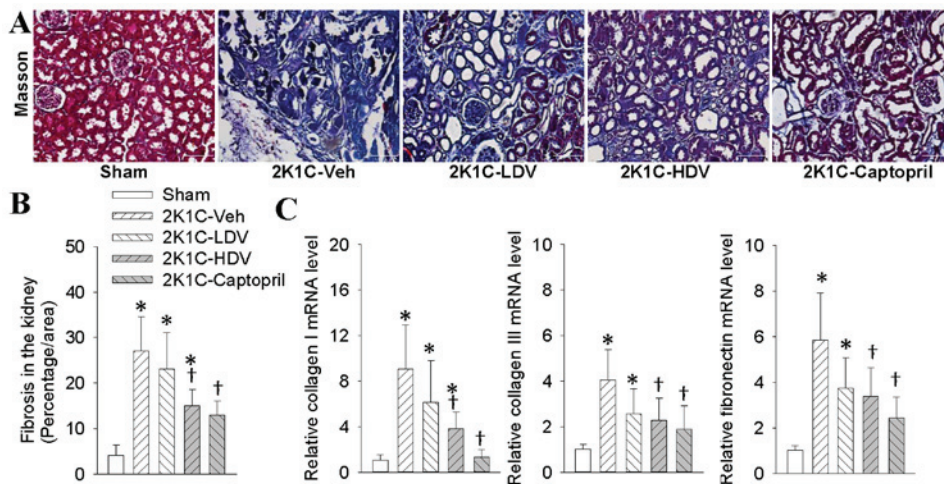 A
Masson
Sham
2K1C-Veh
2K1C-LDV
2K1C-HDV
2K1C-Captopril
B
Sham
2K1C-Veh
2K1C-LDV
2K1C-HDV
2K1C-Captopril
Fibrosis in the kidney
(Percentage/area)
50
40
30
20
10
0
*
*
*
†
†
C
Relative collagen I mRNA level
20
16
12
8
4
0
*
*
*
†
†
Relative collagen III mRNA level
10
8
6
4
2
0
*
*
†
†
Relative fibronectin mRNA level
10
8
6
4
2
0
*
*
†
†